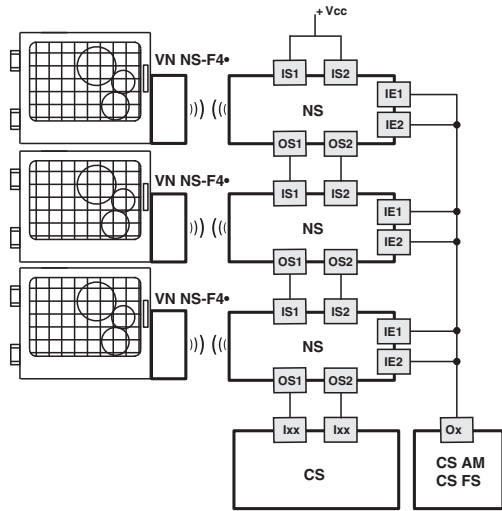 + Vcc
VN NS-F4•
IS1 IS2
IE1
NS
IE2
OS1 OS2
VN NS-F4•
IS1 IS2
IE1
NS
IE2
OS1 OS2
VN NS-F4•
IS1 IS2
IE1
NS
IE2
OS1 OS2
Ixx Ixx Ox
CS
CS AM
CS FS